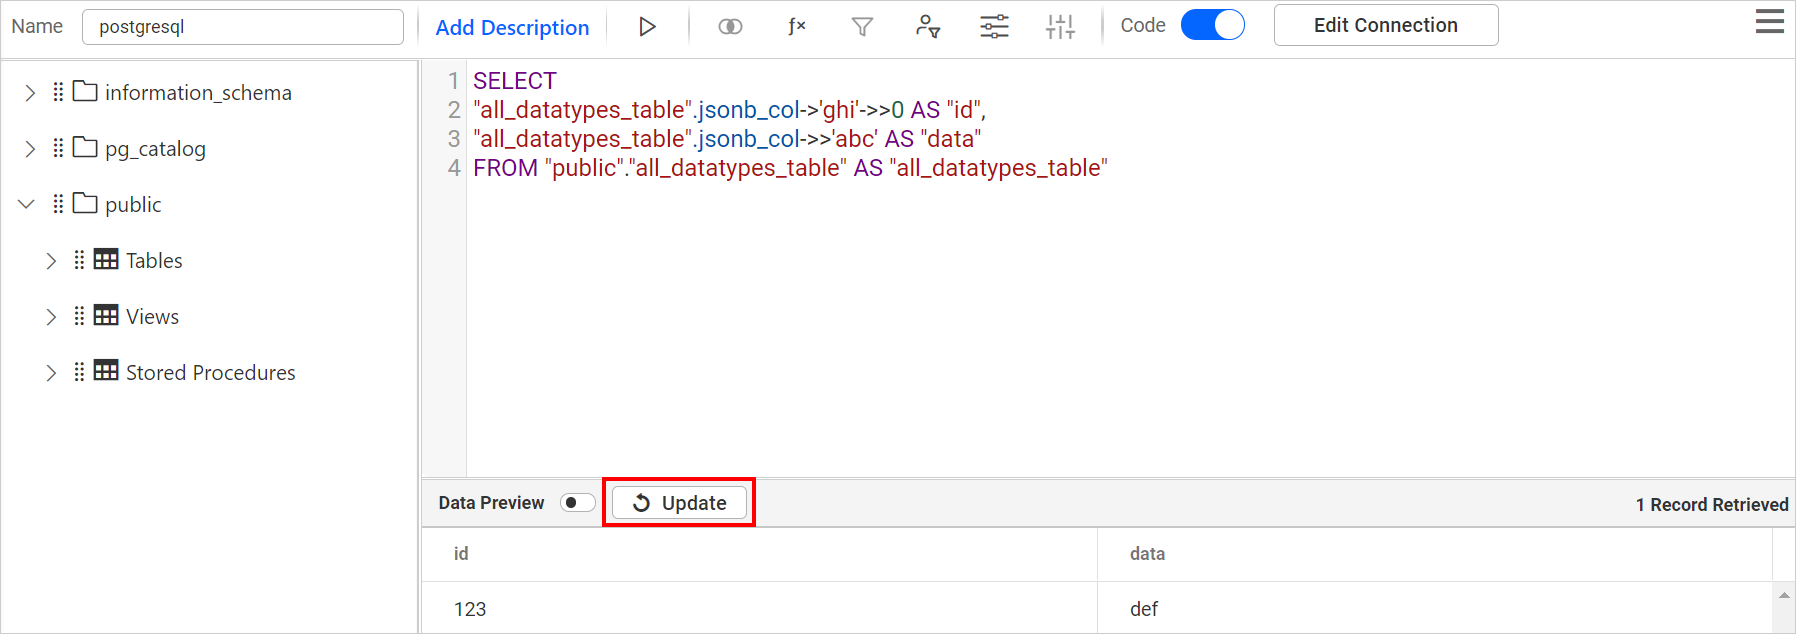 Name postgresql Add Description ƒx Code Edit Connection
information_schema
pg_catalog
public
Tables
Views
Stored Procedures
1 SELECT
2 "all_datatypes_table".jsonb_col->'ghi'->>0 AS "id",
3 "all_datatypes_table".jsonb_col->>'abc' AS "data"
4 FROM "public"."all_datatypes_table" AS "all_datatypes_table"
Data Preview Update 1 Record Retrieved
id data
123 def